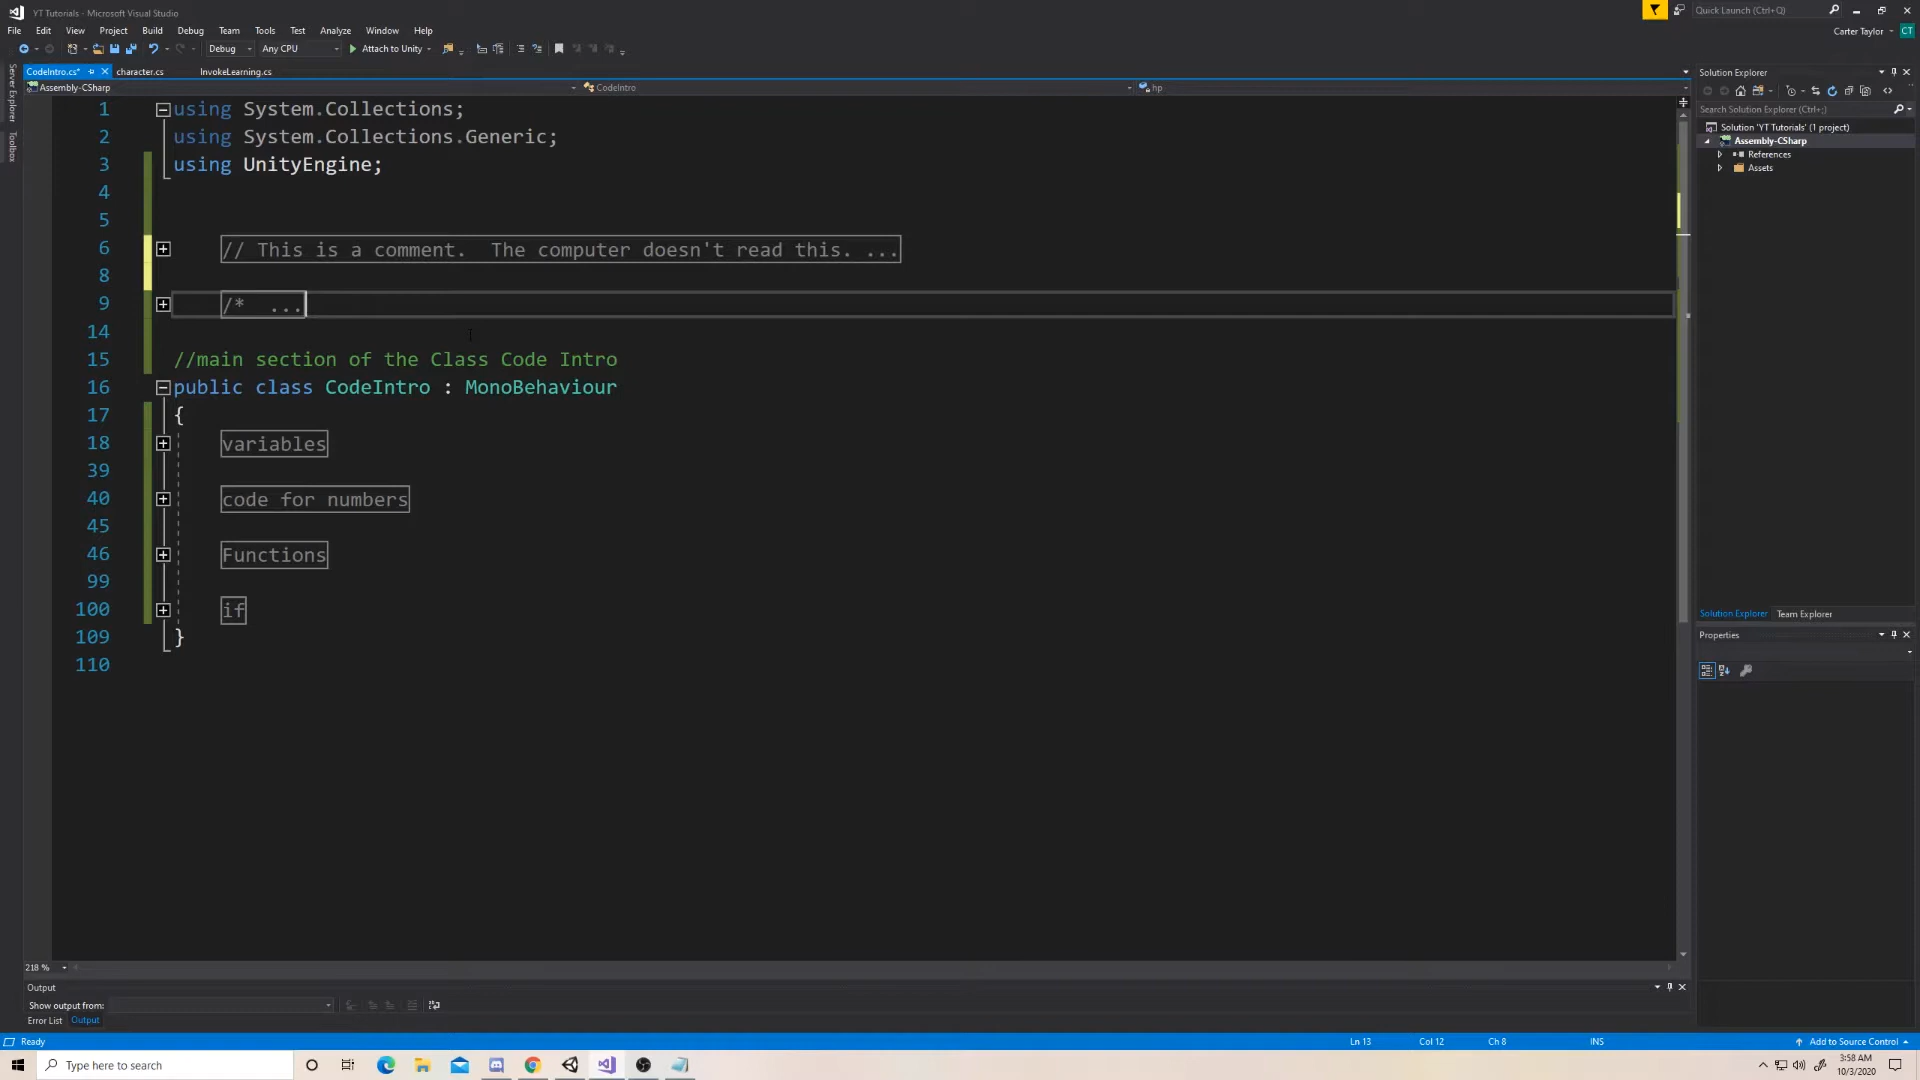 YT Tutorials - Microsoft Visual Studio
Quick Launch (Ctrl+Q)
File Edit View Project Build Debug Team Tools Test Analyze Window Help
Carter Taylor CT
Debug Any CPU Attach to Unity
CodeIntro.cs* character.cs InvokeLearning.cs
Assembly-CSharp CodeIntro hp
Server Explorer
Toolbox
1 using System.Collections;
2 using System.Collections.Generic;
3 using UnityEngine;
4
5
6 // This is a comment.  The computer doesn't read this. ...
8
9 /*  ...
14
15 //main section of the Class Code Intro
16 public class CodeIntro : MonoBehaviour
17 {
18 variables
39
40 code for numbers
45
46 Functions
99
100 if
109 }
110
Solution Explorer
Search Solution Explorer (Ctrl+;)
Solution 'YT Tutorials' (1 project)
Assembly-CSharp
References
Assets
Solution Explorer Team Explorer
Properties
218 %
Output
Show output from:
Error List Output
Ready Ln 13 Col 12 Ch 8 INS Add to Source Control
Type here to search
3:58 AM
10/3/2020